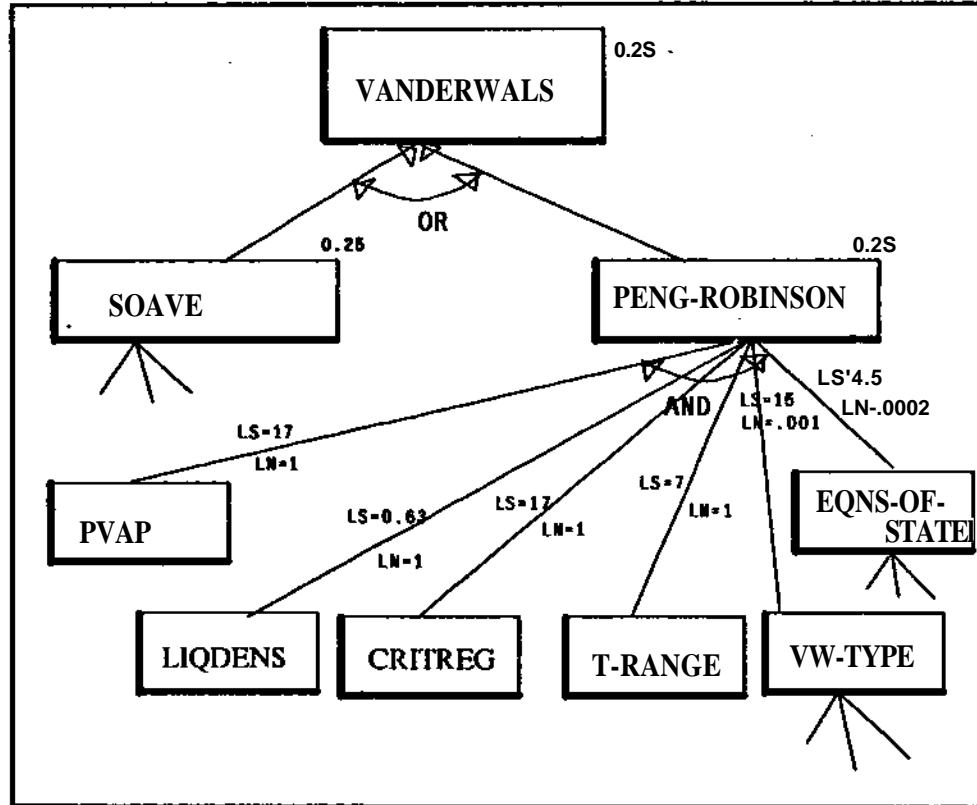 0.2S
VANDERWALS
OR
0.25
0.2S
SOAVE
PENG-ROBINSON
AND
LS'4.5
LN-.0002
LS=15
LN=.001
LS=17
LN=1
LS=0.63
LN=1
LS=17
LN=1
LS=7
LN=1
PVAP
EQNS-OF-
STATE
LIQDENS
CRITREG
T-RANGE
VW-TYPE